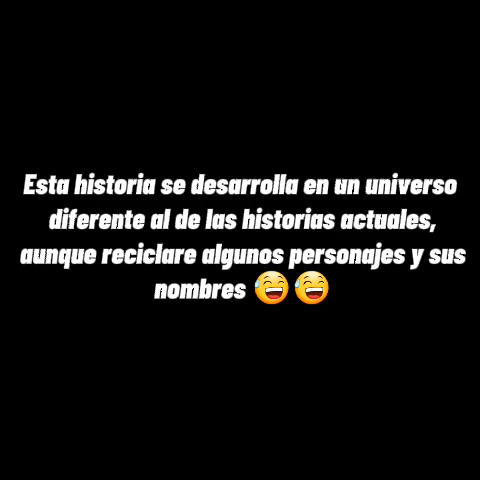 Esta historia se desarrolla en un universo
diferente al de las historias actuales,
aunque reciclare algunos personajes y sus
nombres 😅😅